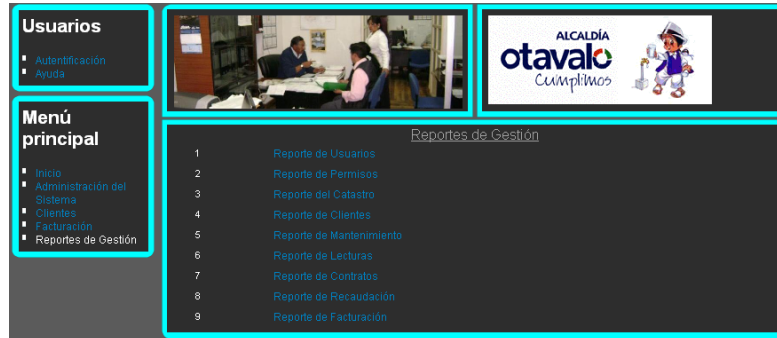 Usuarios
Autentificación
Ayuda
Menú
principal
Inicio
Administración del
Sistema
Clientes
Facturación
Reportes de Gestión
ALCALDÍA
otavalo
Cumplimos
Reportes de Gestión
1 Reporte de Usuarios
2 Reporte de Permisos
3 Reporte del Catastro
4 Reporte de Clientes
5 Reporte de Mantenimiento
6 Reporte de Lecturas
7 Reporte de Contratos
8 Reporte de Recaudación
9 Reporte de Facturación